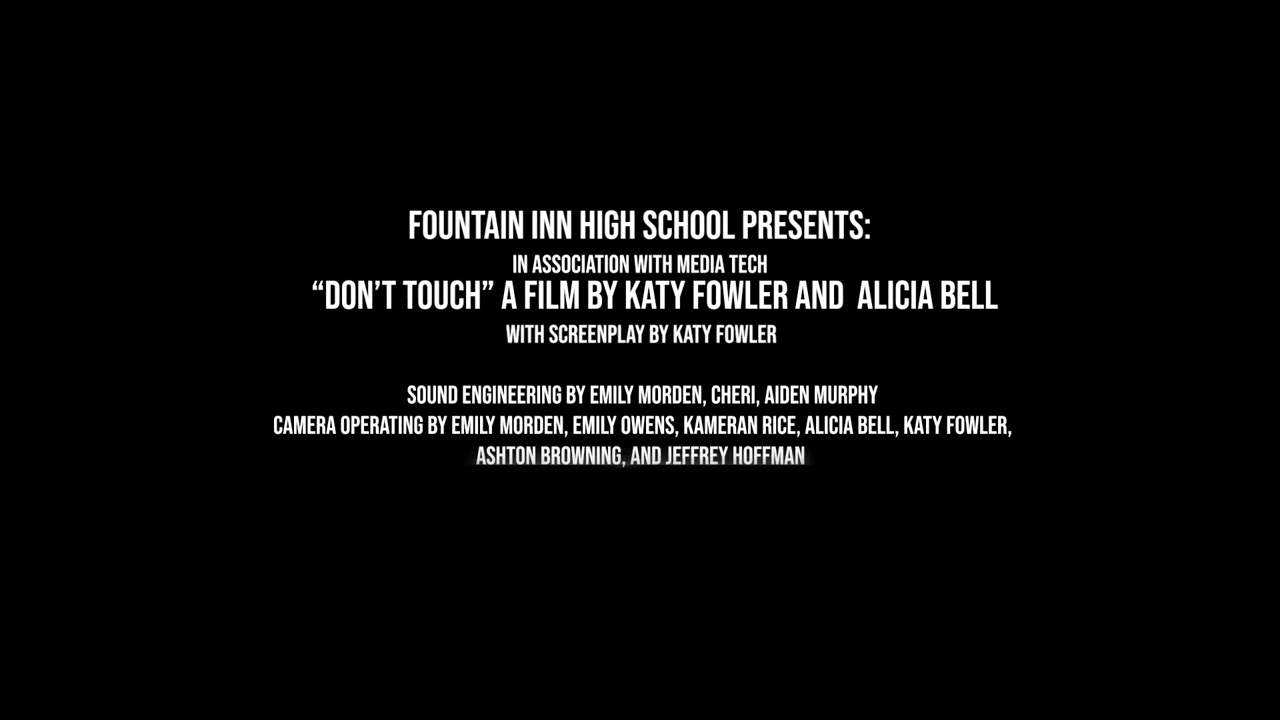 FOUNTAIN INN HIGH SCHOOL PRESENTS:
IN ASSOCIATION WITH MEDIA TECH
“DON’T TOUCH” A FILM BY KATY FOWLER AND  ALICIA BELL
WITH SCREENPLAY BY KATY FOWLER
SOUND ENGINEERING BY EMILY MORDEN, CHERI, AIDEN MURPHY
CAMERA OPERATING BY EMILY MORDEN, EMILY OWENS, KAMERAN RICE, ALICIA BELL, KATY FOWLER,
ASHTON BROWNING, AND JEFFREY HOFFMAN